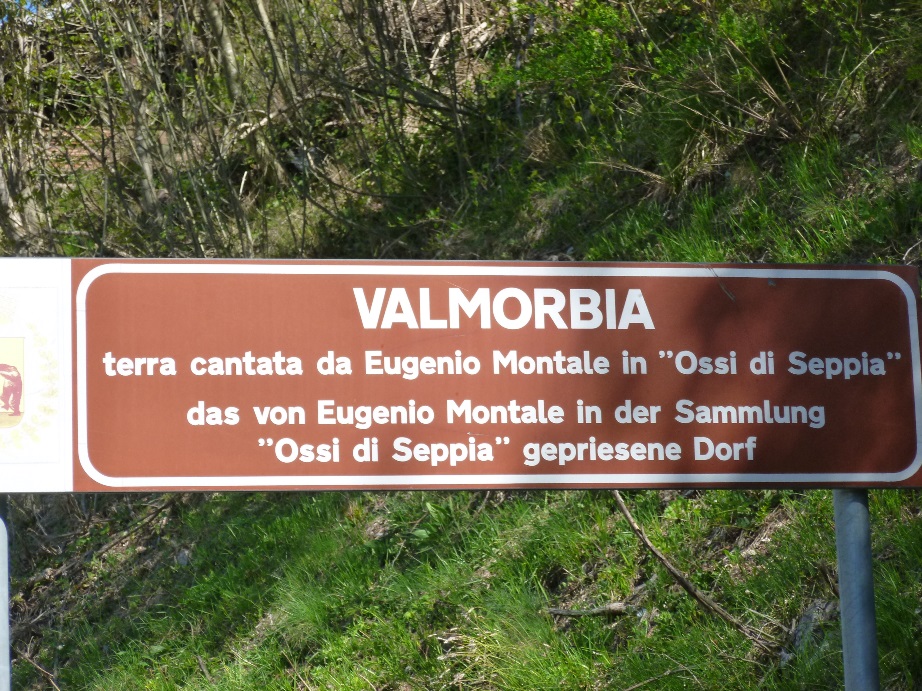 VALMORBIA
terra cantata da Eugenio Montale in "Ossi di Seppia"
das von Eugenio Montale in der Sammlung
"Ossi di Seppia" gepriesene Dorf